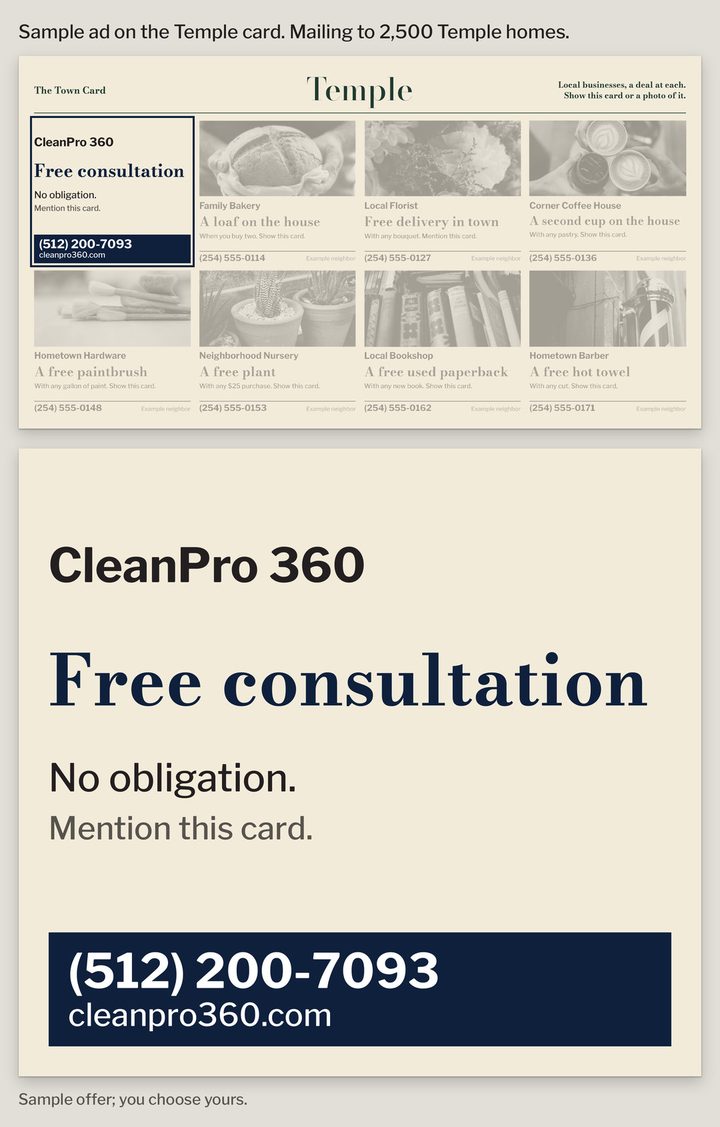 Sample ad on the Temple card. Mailing to 2,500 Temple homes.
The Town Card
Temple
Local businesses, a deal at each.
Show this card or a photo of it.
CleanPro 360
Free consultation
No obligation.
Mention this card.
(512) 200-7093
cleanpro360.com
Family Bakery
A loaf on the house
When you buy two. Show this card.
(254) 555-0114
Example neighbor
Local Florist
Free delivery in town
With any bouquet. Mention this card.
(254) 555-0127
Example neighbor
Corner Coffee House
A second cup on the house
With any pastry. Show this card.
(254) 555-0136
Example neighbor
Hometown Hardware
A free paintbrush
With any gallon of paint. Show this card.
(254) 555-0148
Example neighbor
Neighborhood Nursery
A free plant
With any $25 purchase. Show this card.
(254) 555-0153
Example neighbor
Local Bookshop
A free used paperback
With any new book. Show this card.
(254) 555-0162
Example neighbor
Hometown Barber
A free hot towel
With any cut. Show this card.
(254) 555-0171
Example neighbor
CleanPro 360
Free consultation
No obligation.
Mention this card.
(512) 200-7093
cleanpro360.com
Sample offer; you choose yours.